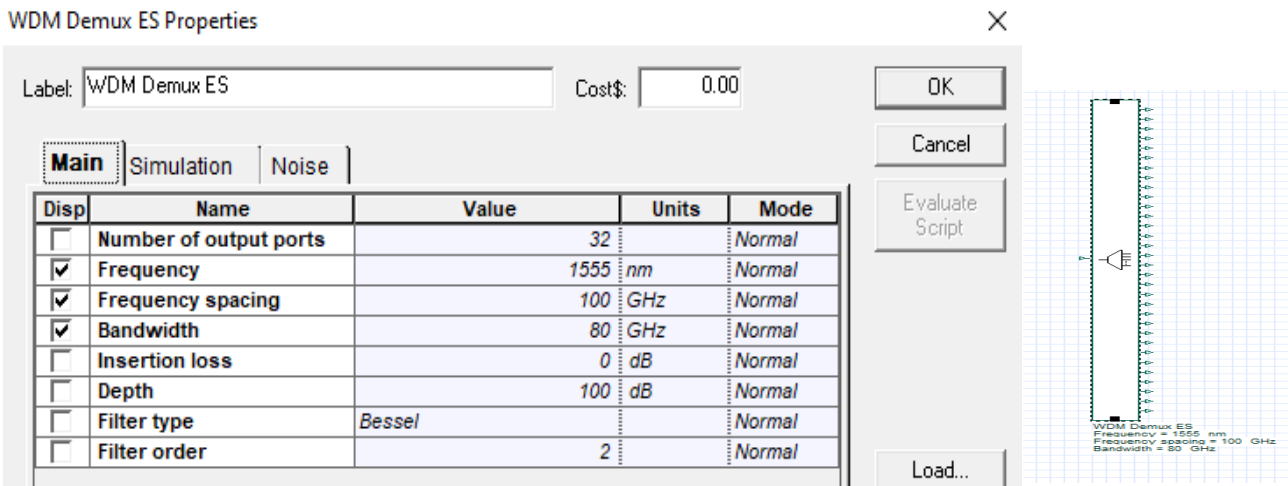 WDM Demux ES Properties
Label: WDM Demux ES Cost$: 0.00 OK
Cancel
Main Simulation Noise
Evaluate
Script
Disp Name Value Units Mode
Number of output ports 32 Normal
Frequency 1555 nm Normal
Frequency spacing 100 GHz Normal
Bandwidth 80 GHz Normal
Insertion loss 0 dB Normal
Depth 100 dB Normal
Filter type Bessel Normal
Filter order 2 Normal
Load...
WDM Demux ES
Frequency = 1555 nm
Frequency spacing = 100 GHz
Bandwidth = 80 GHz